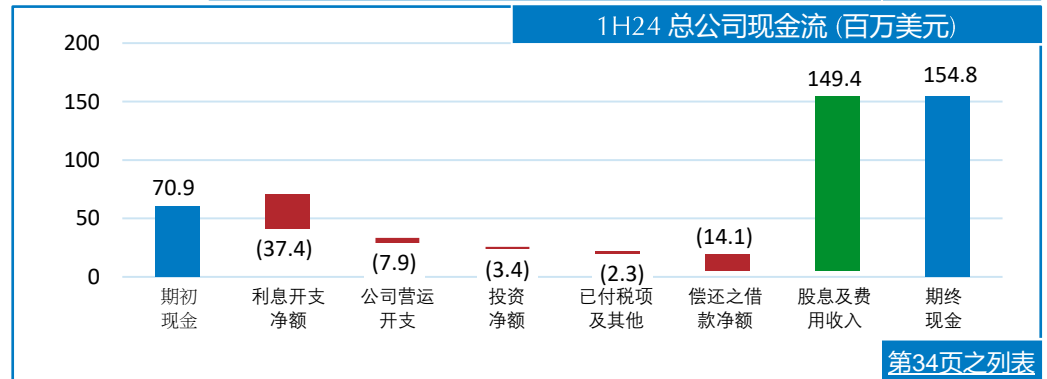 1H24 总公司现金流 (百万美元)
200
150
100
50
0
70.9
(37.4)
(7.9)
(3.4)
(2.3)
(14.1)
149.4
154.8
期初
现金
利息开支
净额
公司营运
开支
投资
净额
已付税项
及其他
偿还之借
款净额
股息及费
用收入
期终
现金
第34页之列表